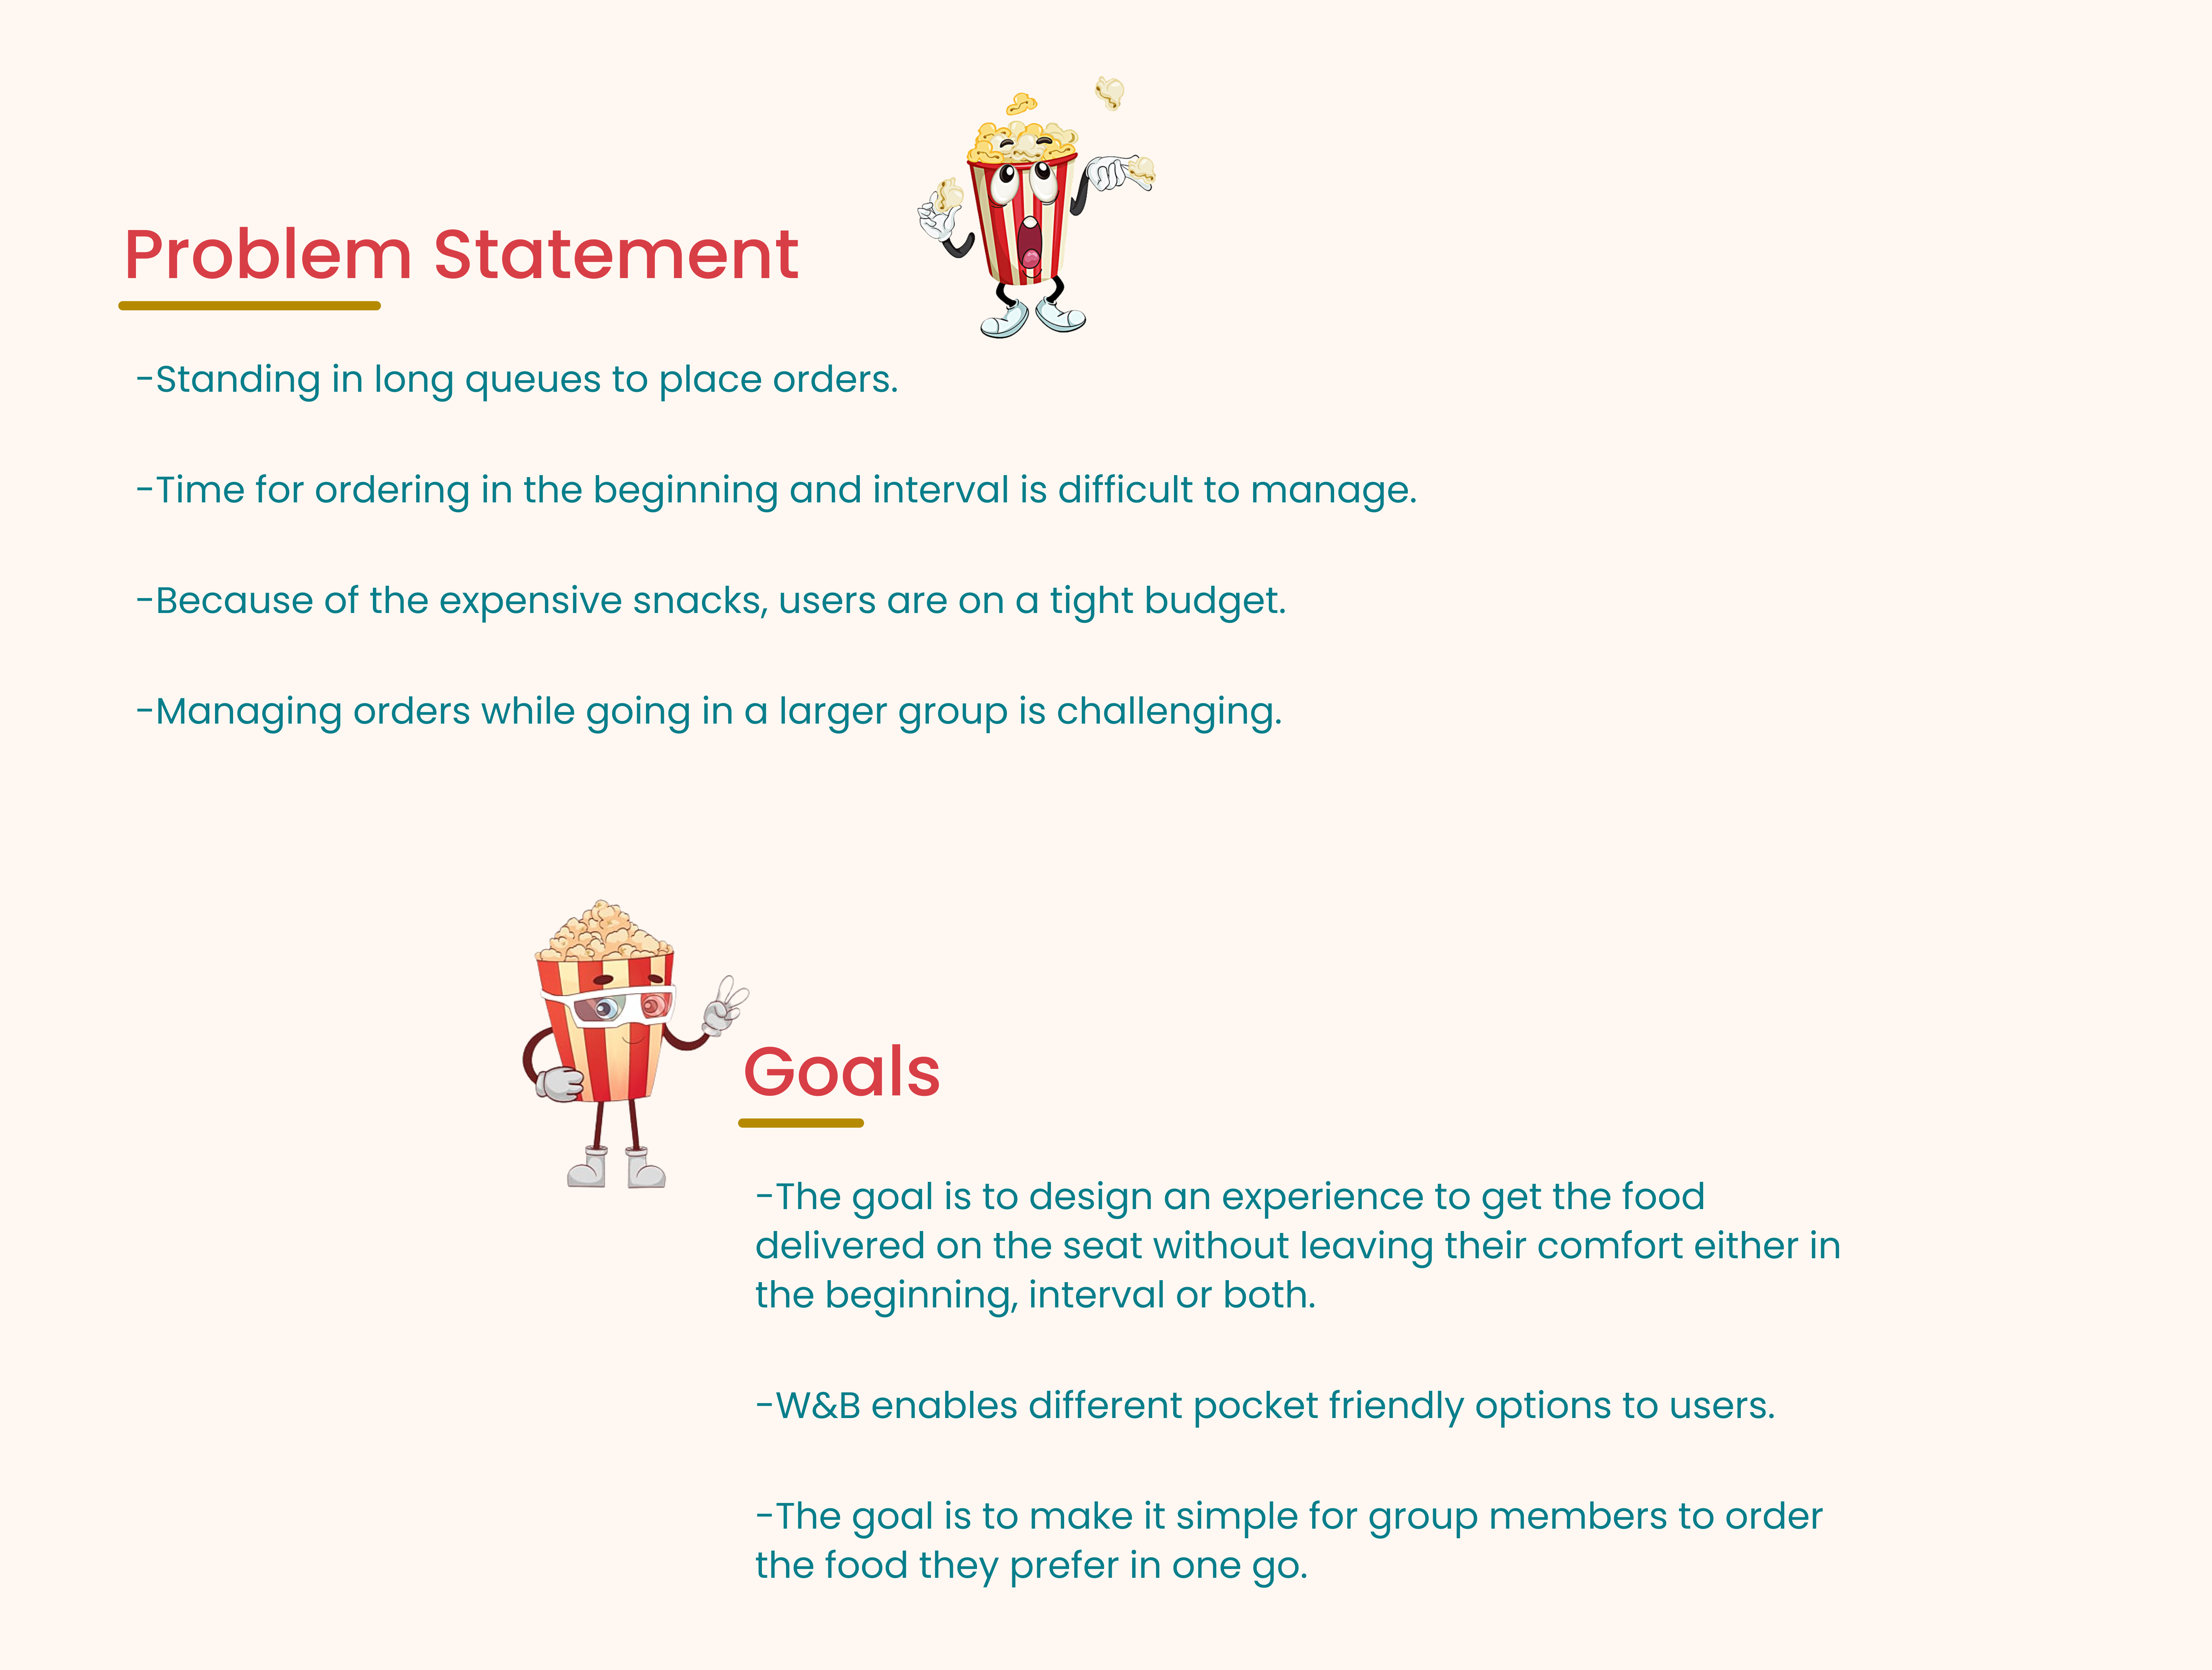 Problem Statement
-Standing in long queues to place orders.
-Time for ordering in the beginning and interval is difficult to manage.
-Because of the expensive snacks, users are on a tight budget.
-Managing orders while going in a larger group is challenging.
Goals
-The goal is to design an experience to get the food
delivered on the seat without leaving their comfort either in
the beginning, interval or both.
-W&B enables different pocket friendly options to users.
-The goal is to make it simple for group members to order
the food they prefer in one go.